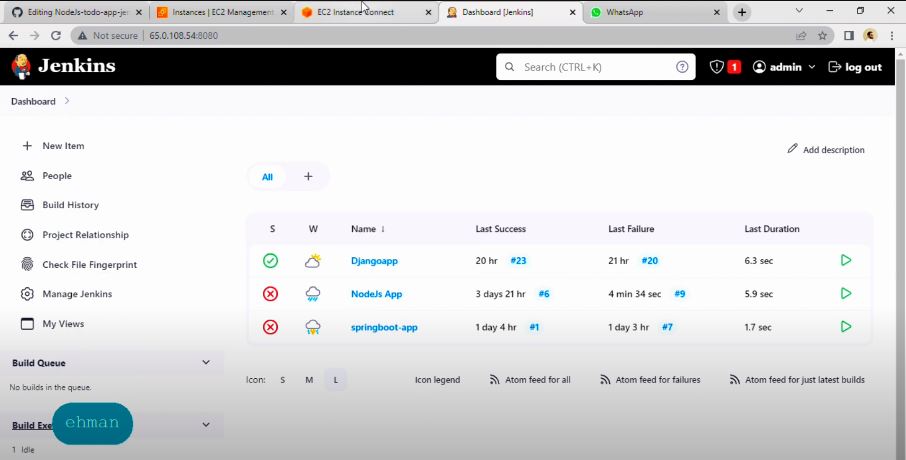 Editing NodeJs-todo-app-jen
Instances | EC2 Management
EC2 Instance Connect
Dashboard [Jenkins]
WhatsApp
Not secure | 65.0.108.54:8080
Jenkins
Search (CTRL+K)
1
admin
log out
Dashboard
New Item
People
Build History
Project Relationship
Check File Fingerprint
Manage Jenkins
My Views
Build Queue
No builds in the queue.
Build Exe
ehman
1 Idle
Add description
All
S W Name ↓ Last Success Last Failure Last Duration
Djangoapp 20 hr #23 21 hr #20 6.3 sec
NodeJs App 3 days 21 hr #6 4 min 34 sec #9 5.9 sec
springboot-app 1 day 4 hr #1 1 day 3 hr #7 1.7 sec
Icon: S M L Icon legend Atom feed for all Atom feed for failures Atom feed for just latest builds